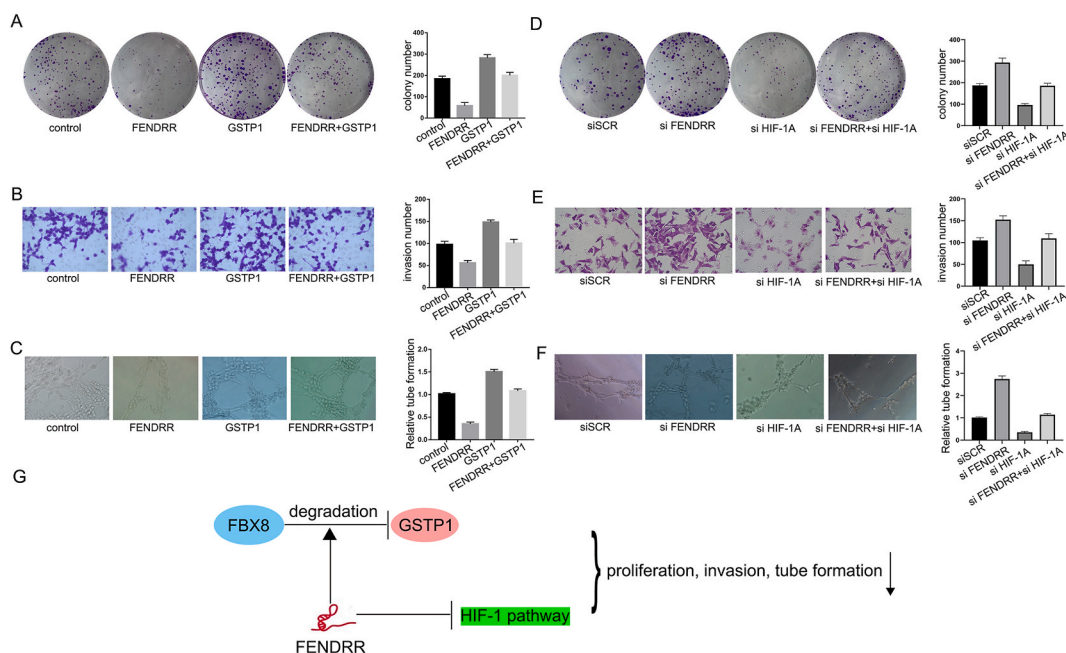 A
control
FENDRR
GSTP1
FENDRR+GSTP1
colony number
400
300
200
100
0
control
FENDRR
GSTP1
FENDRR+GSTP1
D
siSCR
si FENDRR
si HIF-1A
si FENDRR+si HIF-1A
colony number
400
300
200
100
0
siSCR
si FENDRR
si HIF-1A
si FENDRR+si HIF-1A
B
control
FENDRR
GSTP1
FENDRR+GSTP1
invasion number
200
150
100
50
0
control
FENDRR
GSTP1
FENDRR+GSTP1
E
siSCR
si FENDRR
si HIF-1A
si FENDRR+si HIF-1A
invasion number
200
150
100
50
0
siSCR
si FENDRR
si HIF-1A
si FENDRR+si HIF-1A
C
control
FENDRR
GSTP1
FENDRR+GSTP1
Relative tube formation
2.0
1.5
1.0
0.5
0.0
control
FENDRR
GSTP1
FENDRR+GSTP1
F
siSCR
si FENDRR
si HIF-1A
si FENDRR+si HIF-1A
Relative tube formation
4
3
2
1
0
siSCR
si FENDRR
si HIF-1A
si FENDRR+si HIF-1A
G
FBX8
degradation
GSTP1
proliferation, invasion, tube formation
HIF-1 pathway
FENDRR